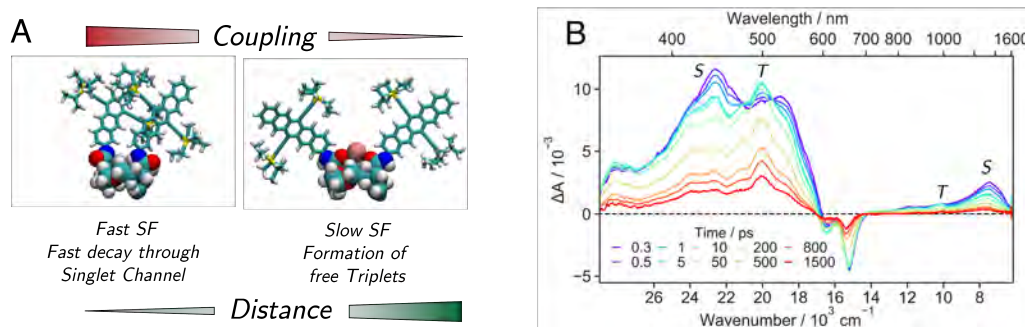 A
Coupling
Fast SF
Fast decay through
Singlet Channel
Slow SF
Formation of
free Triplets
Distance
B
Wavelength / nm
400 500 600 700 1000 1600
S T
T S
ΔA / 10⁻³
10
5
0
−5
Time / ps
0.3 1 10 200 800
0.5 5 50 500 1500
26 24 22 20 18 16 14 12 10 8
Wavenumber / 10³ cm⁻¹